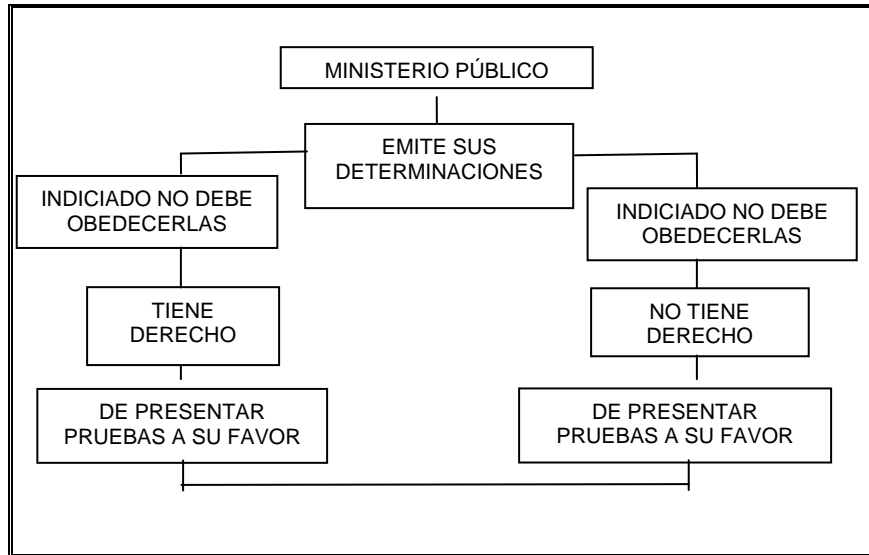 MINISTERIO PÚBLICO
EMITE SUS
DETERMINACIONES
INDICIADO NO DEBE
OBEDECERLAS
INDICIADO NO DEBE
OBEDECERLAS
TIENE
DERECHO
NO TIENE
DERECHO
DE PRESENTAR
PRUEBAS A SU FAVOR
DE PRESENTAR
PRUEBAS A SU FAVOR